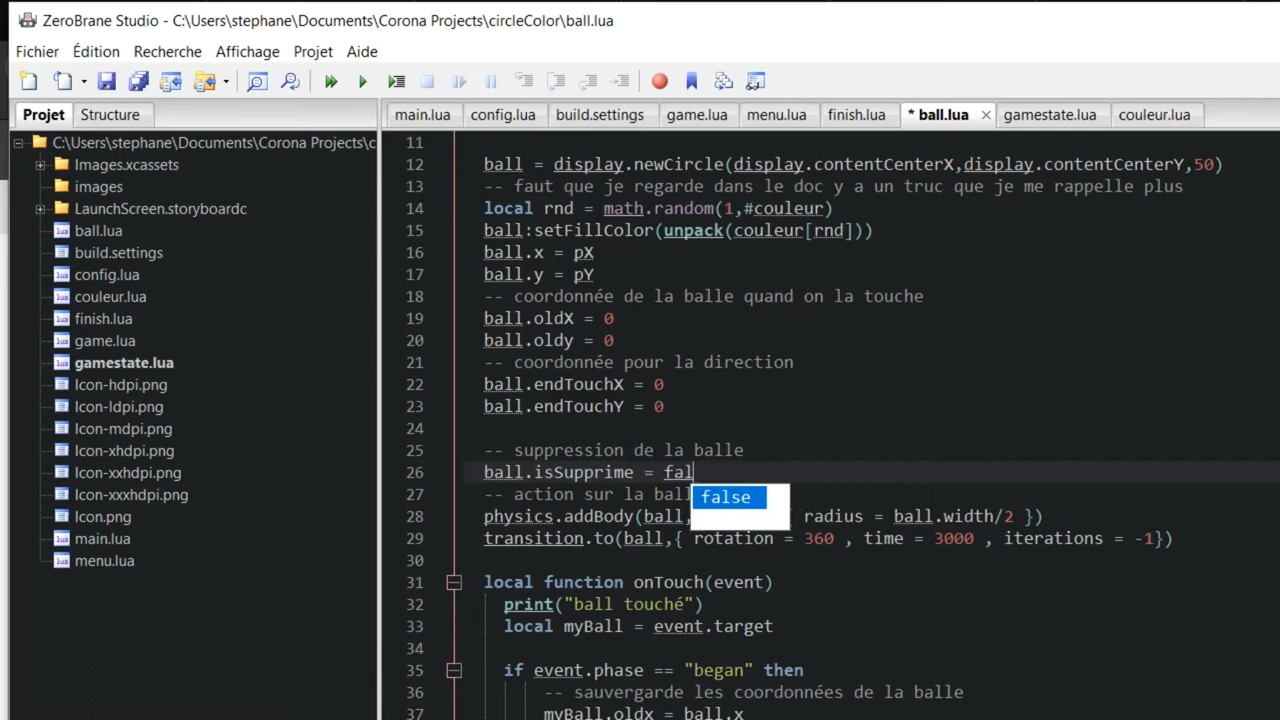 ZeroBrane Studio - C:\Users\stephane\Documents\Corona Projects\circleColor\ball.lua
Fichier Édition Recherche Affichage Projet Aide
Projet Structure
main.lua config.lua build.settings game.lua menu.lua finish.lua * ball.lua gamestate.lua couleur.lua
C:\Users\stephane\Documents\Corona Projects\c
Images.xcassets
images
LaunchScreen.storyboardc
ball.lua
build.settings
config.lua
couleur.lua
finish.lua
game.lua
gamestate.lua
Icon-hdpi.png
Icon-ldpi.png
Icon-mdpi.png
Icon-xhdpi.png
Icon-xxhdpi.png
Icon-xxxhdpi.png
Icon.png
main.lua
menu.lua
11
12 ball = display.newCircle(display.contentCenterX,display.contentCenterY,50)
13 -- faut que je regarde dans le doc y a un truc que je me rappelle plus
14 local rnd = math.random(1,#couleur)
15 ball:setFillColor(unpack(couleur[rnd]))
16 ball.x = pX
17 ball.y = pY
18 -- coordonnée de la balle quand on la touche
19 ball.oldX = 0
20 ball.oldy = 0
21 -- coordonnée pour la direction
22 ball.endTouchX = 0
23 ball.endTouchY = 0
24
25 -- suppression de la balle
26 ball.isSupprime = fal
false
27 -- action sur la ball
28 physics.addBody(ball, radius = ball.width/2 })
29 transition.to(ball,{ rotation = 360 , time = 3000 , iterations = -1})
30
31 local function onTouch(event)
32 print("ball touché")
33 local myBall = event.target
34
35 if event.phase == "began" then
36 -- sauvergarde les coordonnées de la balle
37 myBall.oldx = ball.x